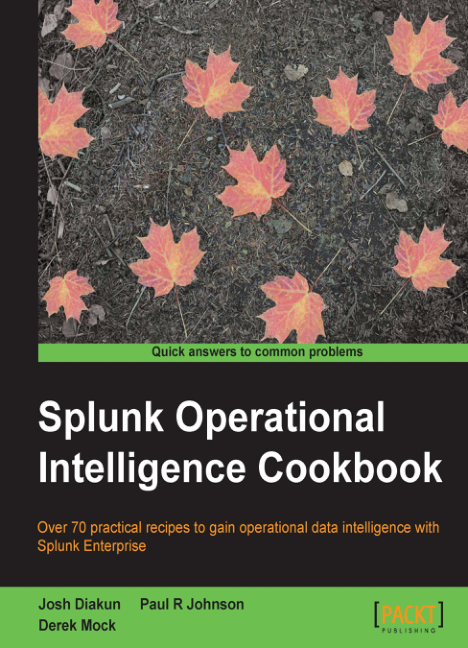 Quick answers to common problems
Splunk Operational
Intelligence Cookbook
Over 70 practical recipes to gain operational data intelligence with
Splunk Enterprise
Josh Diakun Paul R Johnson
Derek Mock
[PACKT]
PUBLISHING